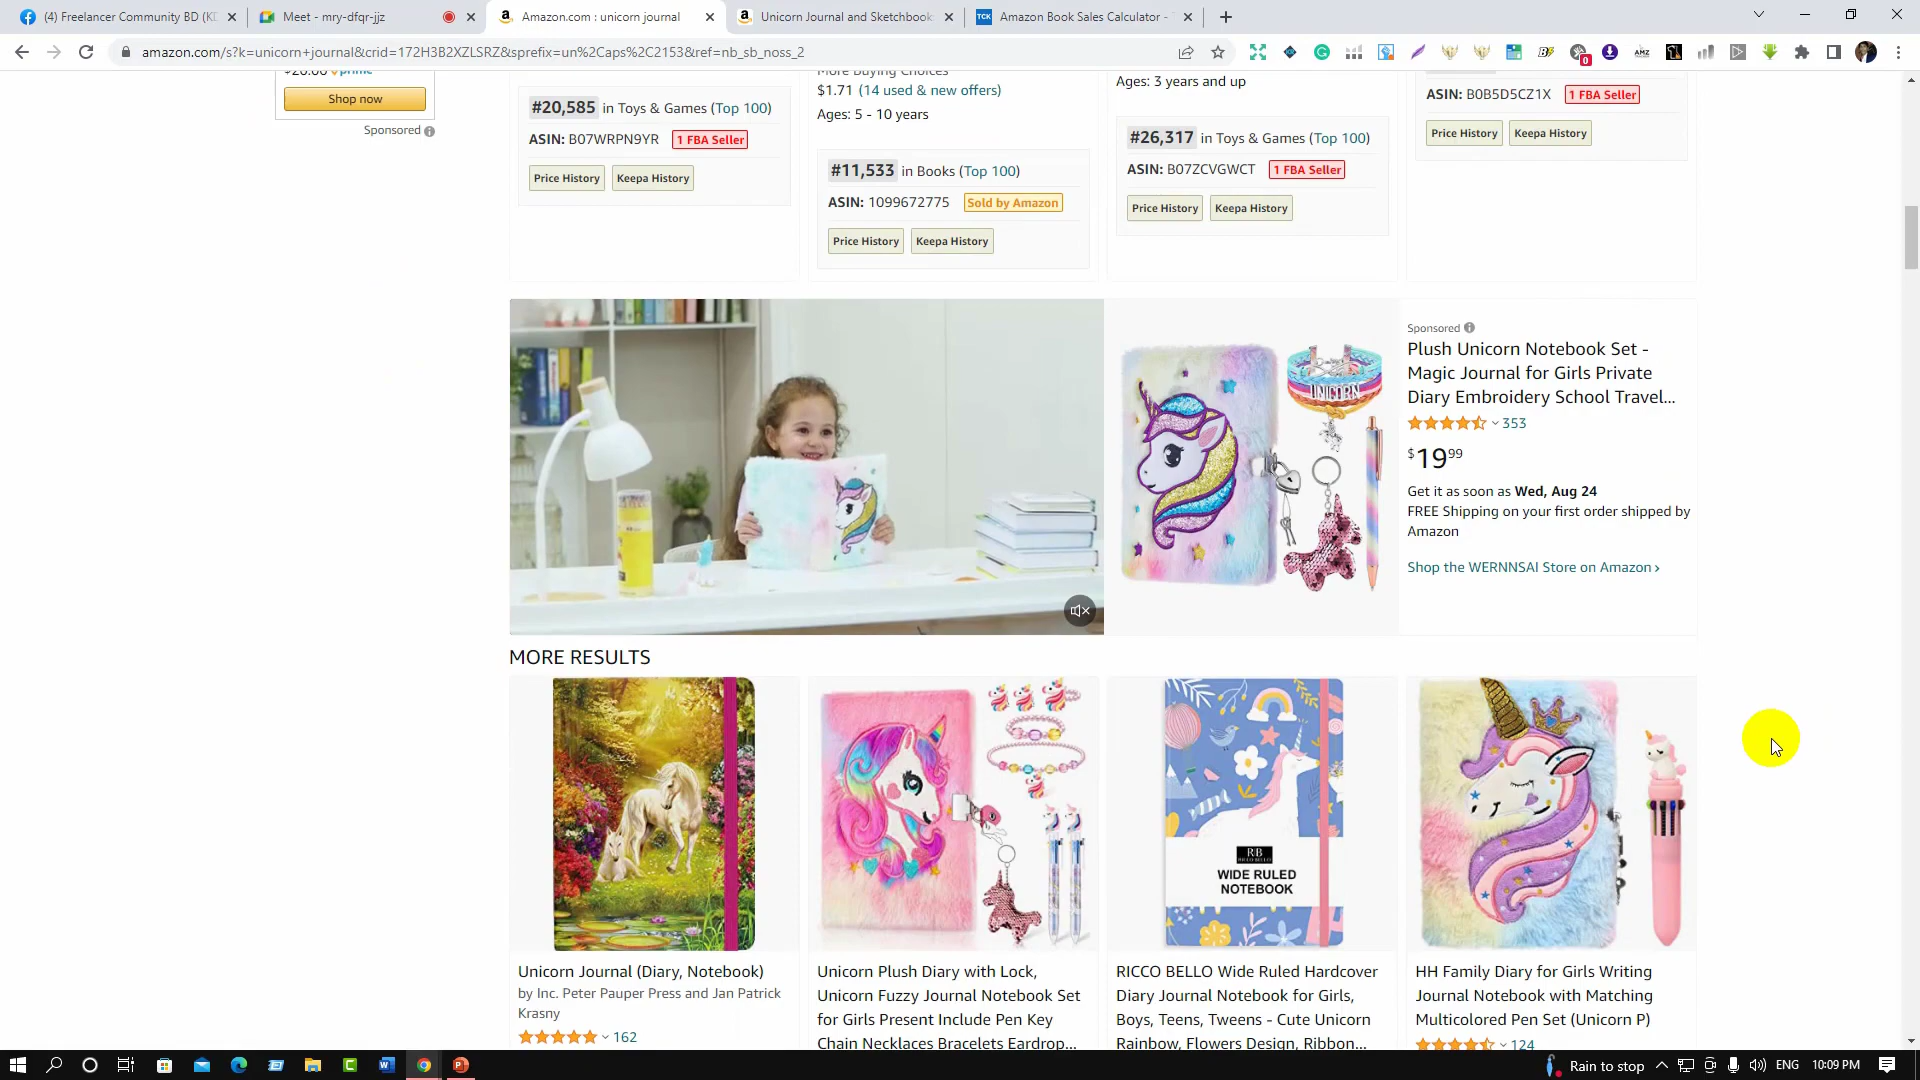 (4) Freelancer Community BD (KD
Meet - mry-dfqr-jjz
Amazon.com : unicorn journal
Unicorn Journal and Sketchbook
TCK
Amazon Book Sales Calculator -
amazon.com/s?k=unicorn+journal&crid=172H3B2XZLSRZ&sprefix=un%2Caps%2C2153&ref=nb_sb_noss_2
prime
Shop now
Sponsored
#20,585 in Toys & Games (Top 100)
ASIN: B07WRPN9YR 1 FBA Seller
Price History
Keepa History
More Buying Choices
$1.71 (14 used & new offers)
Ages: 5 - 10 years
#11,533 in Books (Top 100)
ASIN: 1099672775 Sold by Amazon
Price History
Keepa History
Ages: 3 years and up
#26,317 in Toys & Games (Top 100)
ASIN: B07ZCVGWCT 1 FBA Seller
Price History
Keepa History
ASIN: B0B5D5CZ1X 1 FBA Seller
Price History
Keepa History
UNICORN
Sponsored
Plush Unicorn Notebook Set -
Magic Journal for Girls Private
Diary Embroidery School Travel...
353
$19 99
Get it as soon as Wed, Aug 24
FREE Shipping on your first order shipped by
Amazon
Shop the WERNNSAI Store on Amazon ›
MORE RESULTS
RB
WIDE RULED
NOTEBOOK
Unicorn Journal (Diary, Notebook)
by Inc. Peter Pauper Press and Jan Patrick
Krasny
162
Unicorn Plush Diary with Lock,
Unicorn Fuzzy Journal Notebook Set
for Girls Present Include Pen Key
Chain Necklaces Bracelets Eardrop...
RICCO BELLO Wide Ruled Hardcover
Diary Journal Notebook for Girls,
Boys, Teens, Tweens - Cute Unicorn
Rainbow, Flowers Design, Ribbon...
HH Family Diary for Girls Writing
Journal Notebook with Matching
Multicolored Pen Set (Unicorn P)
124
Rain to stop
ENG
10:09 PM